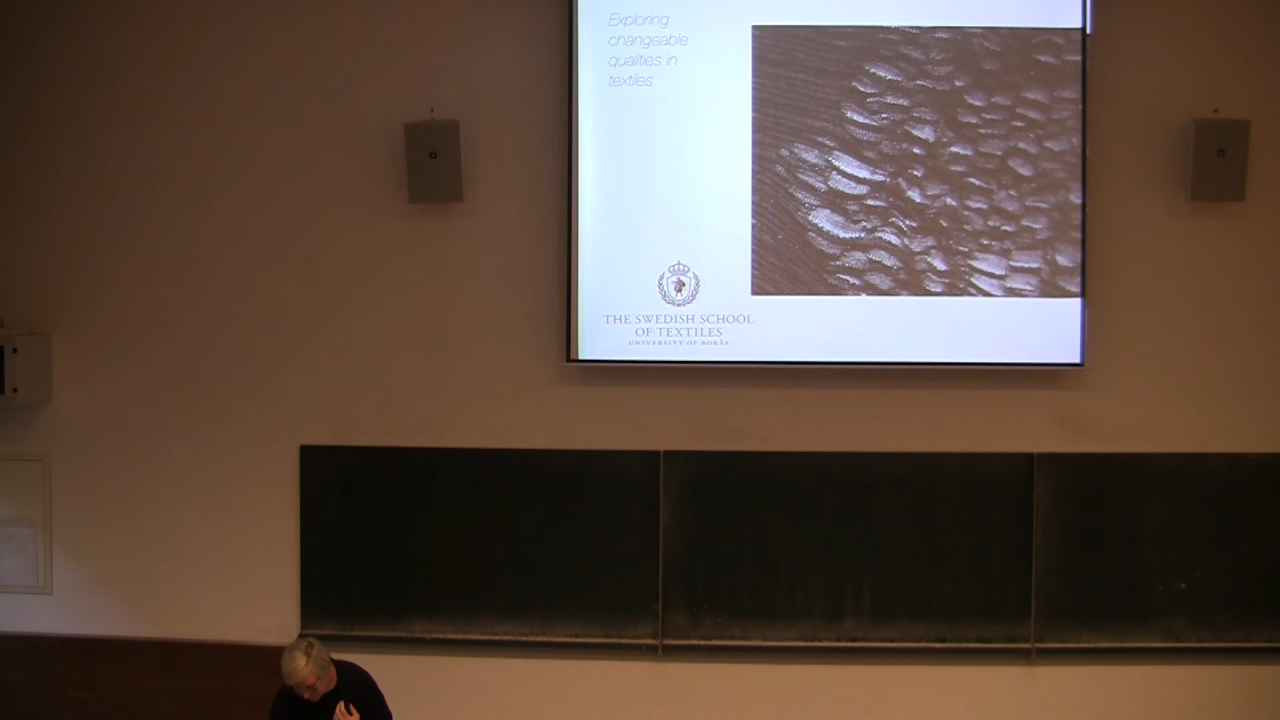 Exploring
changeable
qualities in
textiles
THE SWEDISH SCHOOL
OF TEXTILES
UNIVERSITY OF BORÅS